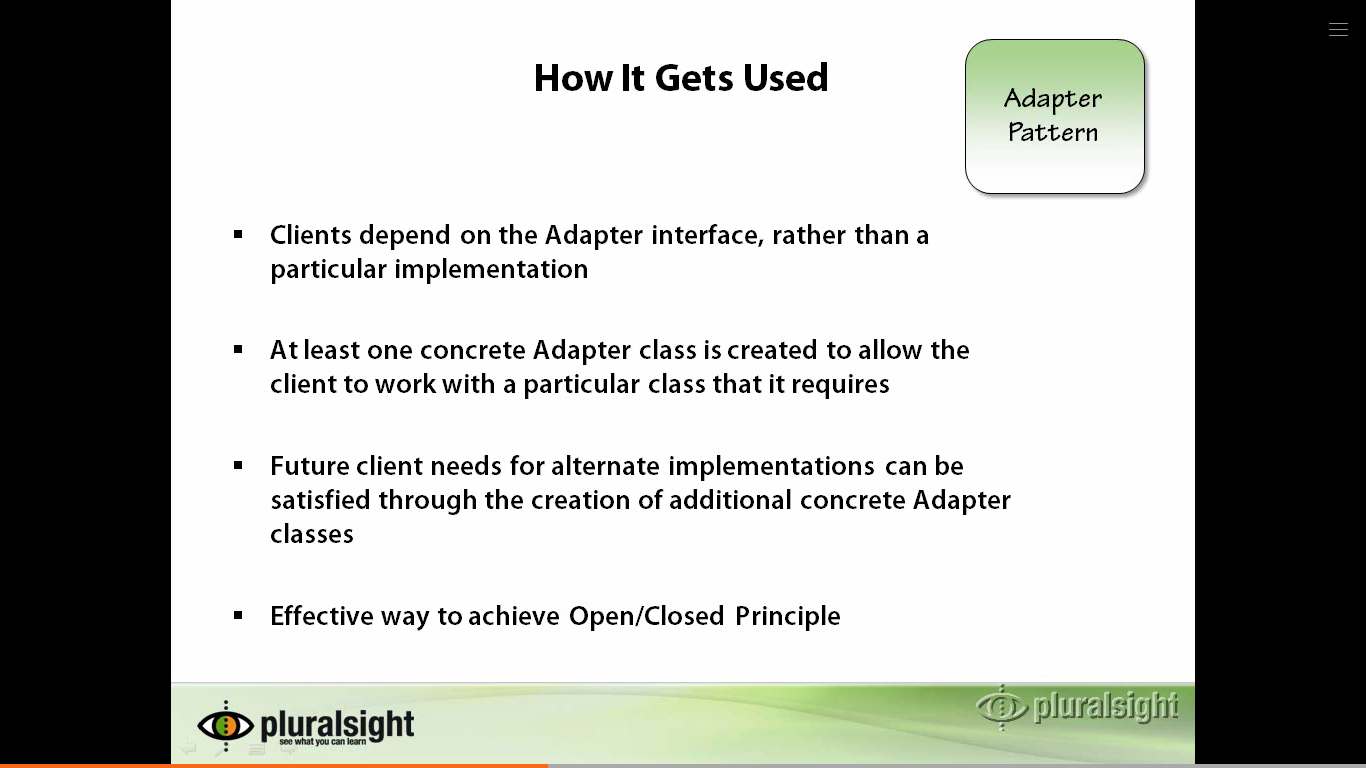 How It Gets Used
Adapter
Pattern
▪ Clients depend on the Adapter interface, rather than a
particular implementation
▪ At least one concrete Adapter class is created to allow the
client to work with a particular class that it requires
▪ Future client needs for alternate implementations can be
satisfied through the creation of additional concrete Adapter
classes
▪ Effective way to achieve Open/Closed Principle
pluralsight
see what you can learn
pluralsight